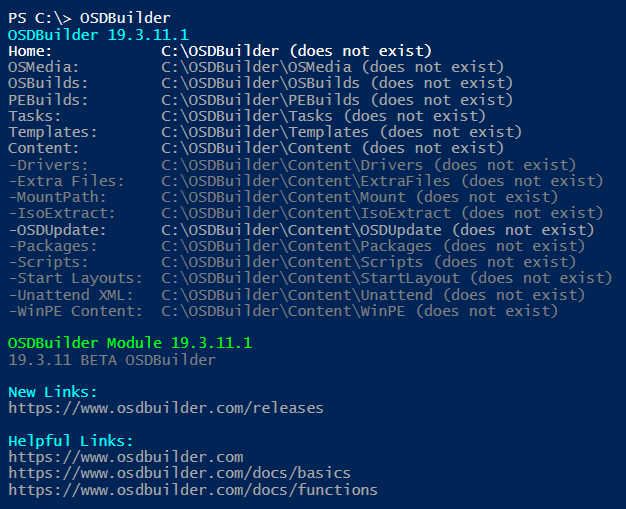 PS C:\> OSDBuilder
OSDBuilder 19.3.11.1
Home: C:\OSDBuilder (does not exist)
OSMedia: C:\OSDBuilder\OSMedia (does not exist)
OSBuilds: C:\OSDBuilder\OSBuilds (does not exist)
PEBuilds: C:\OSDBuilder\PEBuilds (does not exist)
Tasks: C:\OSDBuilder\Tasks (does not exist)
Templates: C:\OSDBuilder\Templates (does not exist)
Content: C:\OSDBuilder\Content (does not exist)
-Drivers: C:\OSDBuilder\Content\Drivers (does not exist)
-Extra Files: C:\OSDBuilder\Content\ExtraFiles (does not exist)
-MountPath: C:\OSDBuilder\Content\Mount (does not exist)
-IsoExtract: C:\OSDBuilder\Content\IsoExtract (does not exist)
-OSDUpdate: C:\OSDBuilder\Content\OSDUpdate (does not exist)
-Packages: C:\OSDBuilder\Content\Packages (does not exist)
-Scripts: C:\OSDBuilder\Content\Scripts (does not exist)
-Start Layouts: C:\OSDBuilder\Content\StartLayout (does not exist)
-Unattend XML: C:\OSDBuilder\Content\Unattend (does not exist)
-WinPE Content: C:\OSDBuilder\Content\WinPE (does not exist)
OSDBuilder Module 19.3.11.1
19.3.11 BETA OSDBuilder
New Links:
https://www.osdbuilder.com/releases
Helpful Links:
https://www.osdbuilder.com
https://www.osdbuilder.com/docs/basics
https://www.osdbuilder.com/docs/functions